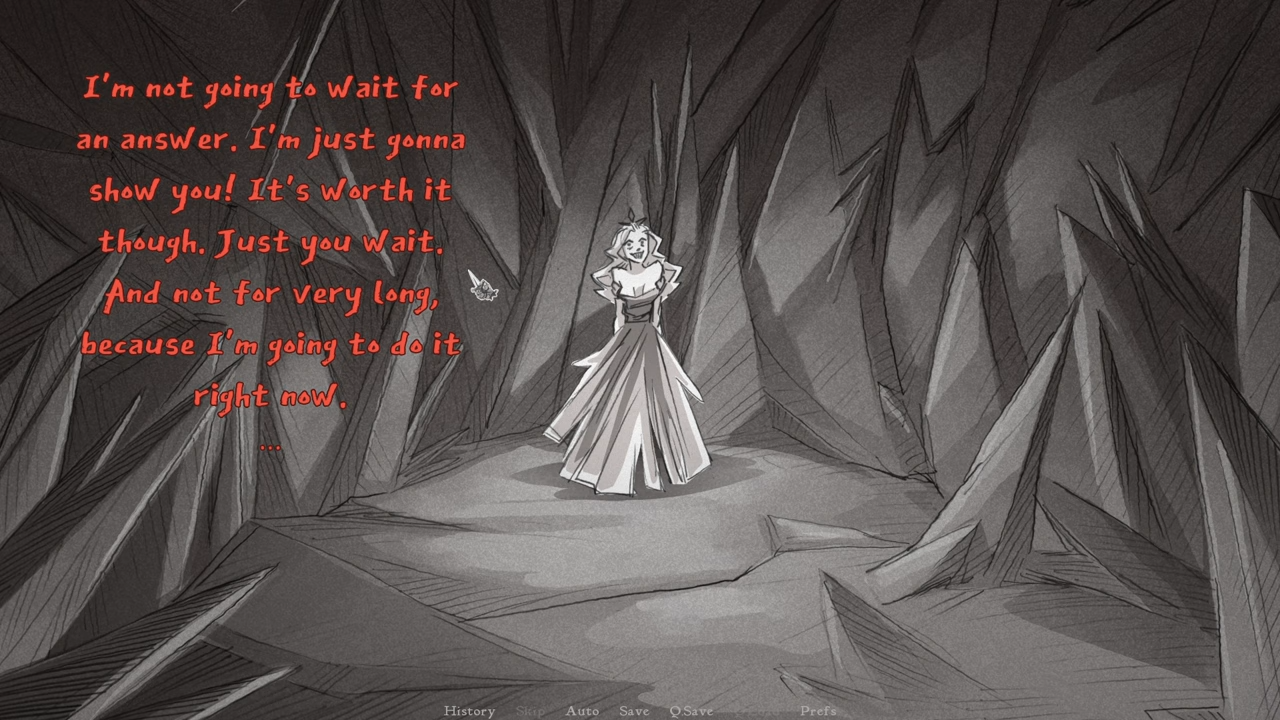 I'm not going to wait for
an answer. I'm just gonna
show you! It's worth it
though. Just you wait.
And not for very long,
because I'm going to do it
right now.
...
History Skip Auto Save Q.Save Prefs